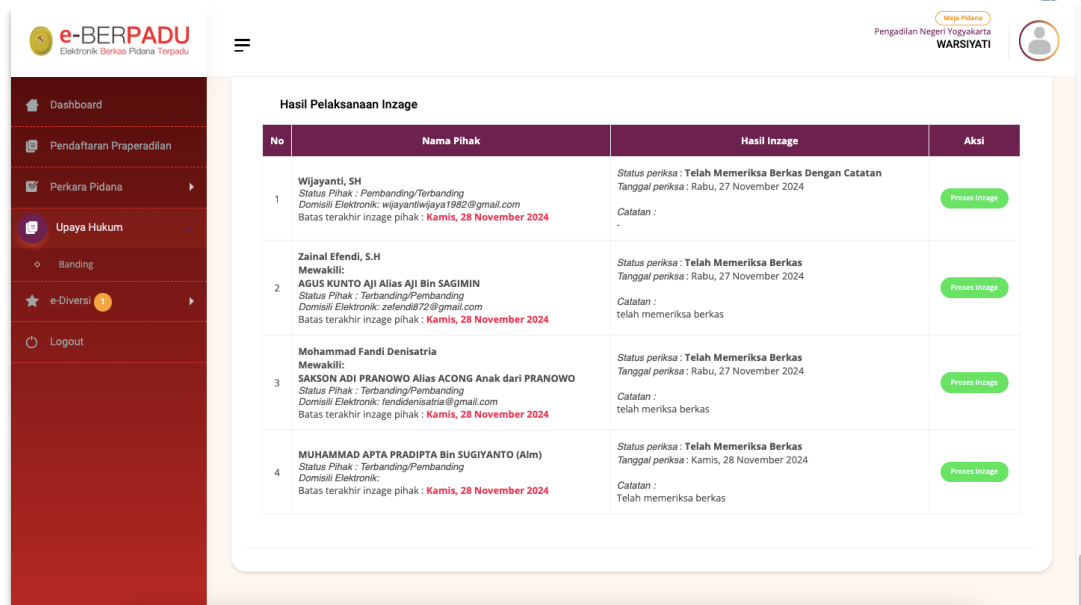 e-BERPADU
Elektronik Berkas Pidana Terpadu
Meja Pidana
Pengadilan Negeri Yogyakarta
WARSIYATI
Dashboard
Pendaftaran Praperadilan
Perkara Pidana
Upaya Hukum
Banding
e-Diversi 1
Logout
Hasil Pelaksanaan Inzage
No Nama Pihak Hasil Inzage Aksi
1
Wijayanti, SH
Status Pihak : Pembanding/Terbanding
Domisili Elektronik: wijayantiwijaya1982@gmail.com
Batas terakhir inzage pihak : Kamis, 28 November 2024
Status periksa : Telah Memeriksa Berkas Dengan Catatan
Tanggal periksa : Rabu, 27 November 2024
Catatan :
-
Proses Inzage
2
Zainal Efendi, S.H
Mewakili:
AGUS KUNTO AJI Alias AJI Bin SAGIMIN
Status Pihak : Terbanding/Pembanding
Domisili Elektronik: zefendi872@gmail.com
Batas terakhir inzage pihak : Kamis, 28 November 2024
Status periksa : Telah Memeriksa Berkas
Tanggal periksa : Rabu, 27 November 2024
Catatan :
telah memeriksa berkas
Proses Inzage
3
Mohammad Fandi Denisatria
Mewakili:
SAKSON ADI PRANOWO Alias ACONG Anak dari PRANOWO
Status Pihak : Terbanding/Pembanding
Domisili Elektronik: fendidenisatria@gmail.com
Batas terakhir inzage pihak : Kamis, 28 November 2024
Status periksa : Telah Memeriksa Berkas
Tanggal periksa : Rabu, 27 November 2024
Catatan :
telah meriksa berkas
Proses Inzage
4
MUHAMMAD APTA PRADIPTA Bin SUGIYANTO (Alm)
Status Pihak : Terbanding/Pembanding
Domisili Elektronik:
Batas terakhir inzage pihak : Kamis, 28 November 2024
Status periksa : Telah Memeriksa Berkas
Tanggal periksa : Kamis, 28 November 2024
Catatan :
Telah memeriksa berkas
Proses Inzage